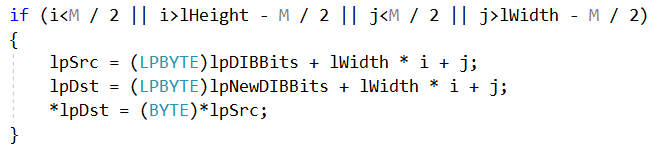 if (i<M / 2 || i>lHeight - M / 2 || j<M / 2 || j>lWidth - M / 2)
{
    lpSrc = (LPBYTE)lpDIBBits + lWidth * i + j;
    lpDst = (LPBYTE)lpNewDIBBits + lWidth * i + j;
    *lpDst = (BYTE)*lpSrc;
}